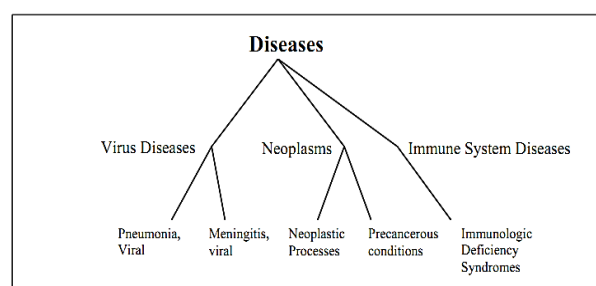 Diseases
Virus Diseases
Neoplasms
Immune System Diseases
Pneumonia,
Viral
Meningitis,
viral
Neoplastic
Processes
Precancerous
conditions
Immunologic
Deficiency
Syndromes